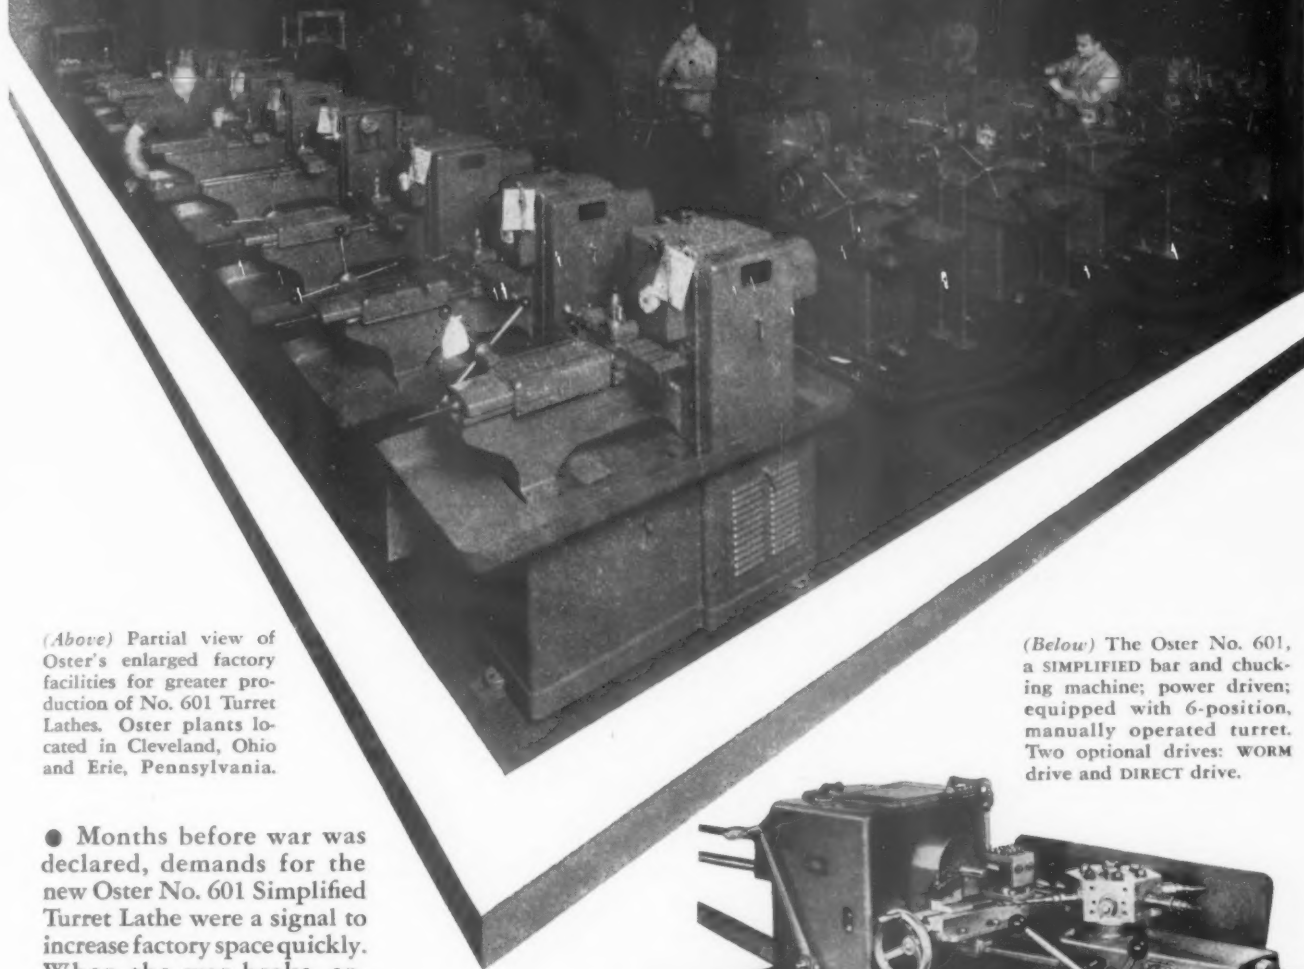 (Above) Partial view of
Oster's enlarged factory
facilities for greater pro-
duction of No. 601 Turret
Lathes. Oster plants lo-
cated in Cleveland, Ohio
and Erie, Pennsylvania.
(Below) The Oster No. 601,
a SIMPLIFIED bar and chuck-
ing machine; power driven;
equipped with 6-position,
manually operated turret.
Two optional drives: WORM
drive and DIRECT drive.
● Months before war was
declared, demands for the
new Oster No. 601 Simplified
Turret Lathe were a signal to
increase factory space quickly.
When the war broke